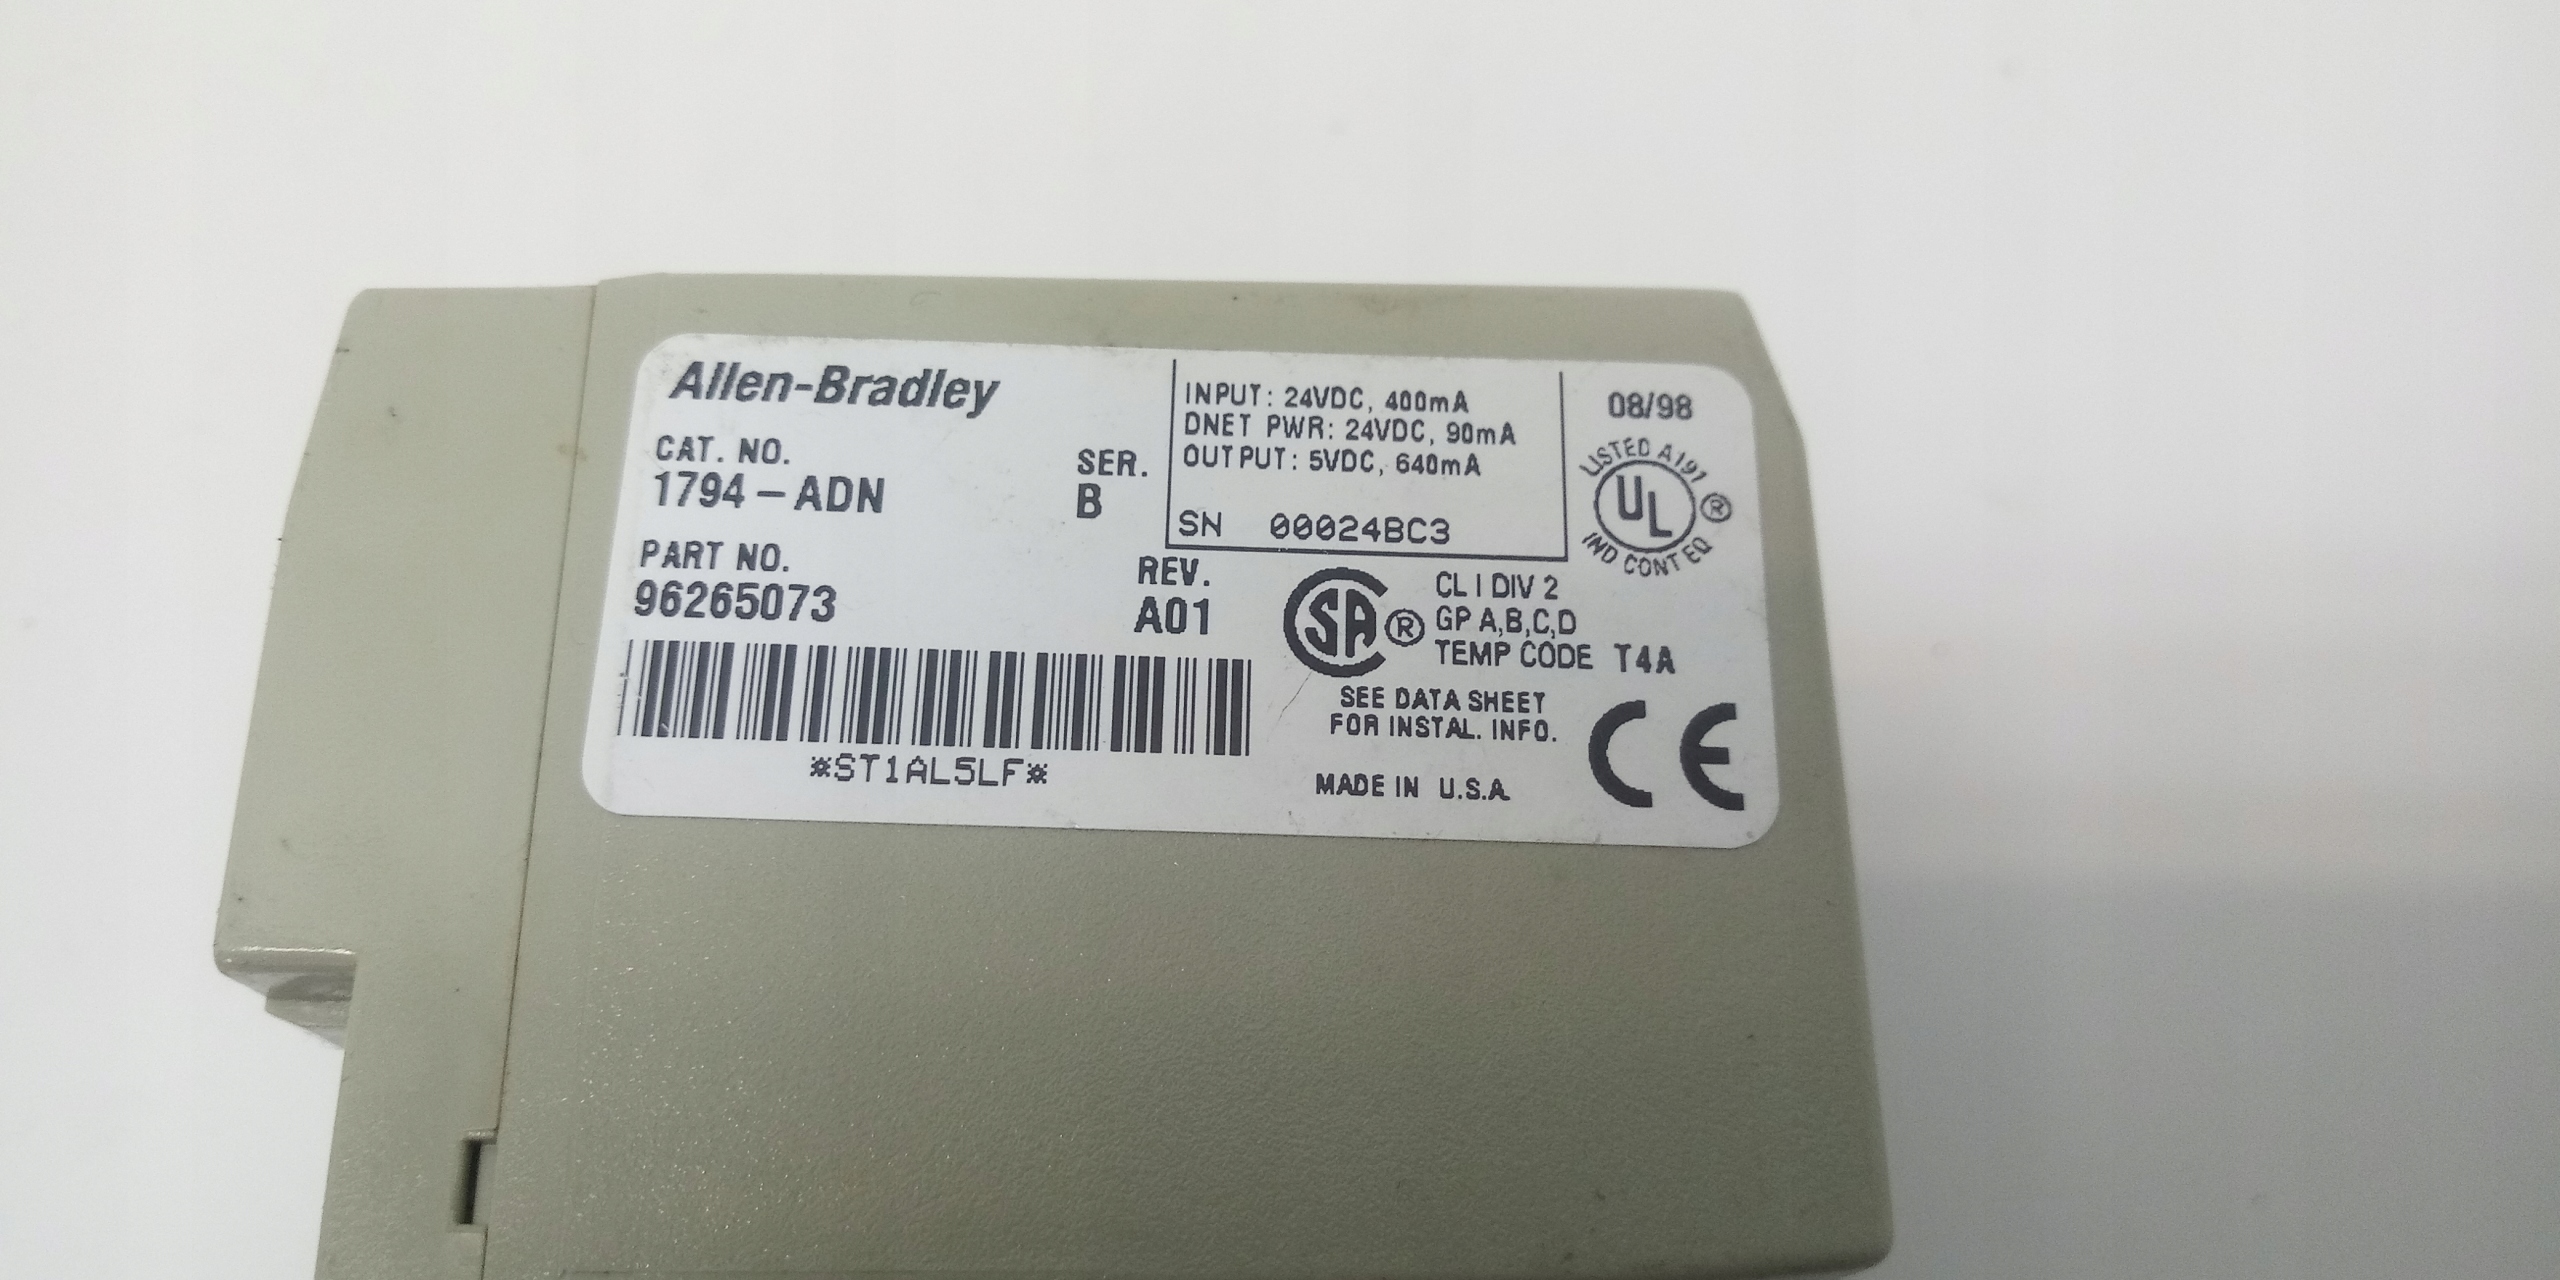 Allen-Bradley
CAT. NO.
1794-ADN
SER.
B
PART NO.
96265073
REV.
A01
*ST1AL5LF*
INPUT: 24VDC, 400mA
DNET PWR: 24VDC, 90mA
OUTPUT: 5VDC, 640mA
SN 00024BC3
08/98
LISTED A197
UL ®
IND CONT EQ
SA ®
CL I DIV 2
GP A,B,C,D
TEMP CODE T4A
SEE DATA SHEET
FOR INSTAL. INFO.
MADE IN U.S.A.
CE